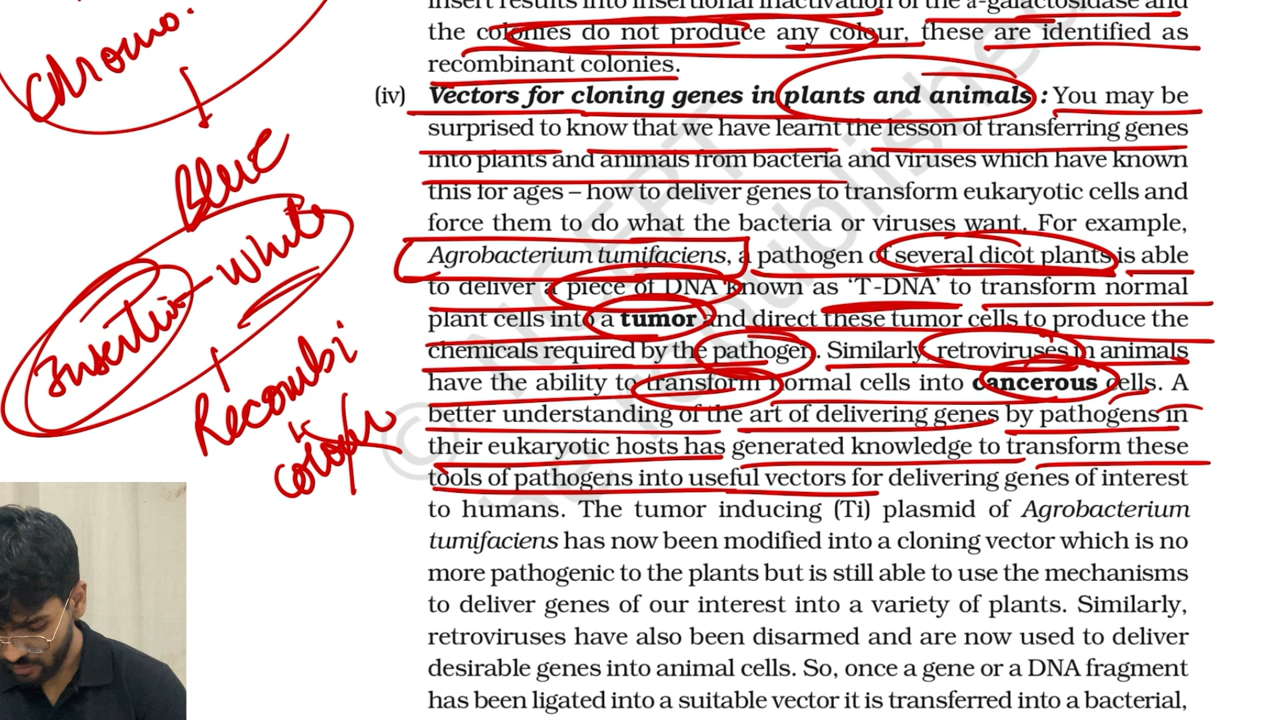 insert results into insertional inactivation of the a-galactosidase and
the colonies do not produce any colour, these are identified as
recombinant colonies.
(iv) Vectors for cloning genes in plants and animals : You may be
surprised to know that we have learnt the lesson of transferring genes
into plants and animals from bacteria and viruses which have known
this for ages – how to deliver genes to transform eukaryotic cells and
force them to do what the bacteria or viruses want. For example,
Agrobacterium tumifaciens, a pathogen of several dicot plants is able
to deliver a piece of DNA known as 'T-DNA' to transform normal
plant cells into a tumor and direct these tumor cells to produce the
chemicals required by the pathogen. Similarly, retroviruses in animals
have the ability to transform normal cells into cancerous cells. A
better understanding of the art of delivering genes by pathogens in
their eukaryotic hosts has generated knowledge to transform these
tools of pathogens into useful vectors for delivering genes of interest
to humans. The tumor inducing (Ti) plasmid of Agrobacterium
tumifaciens has now been modified into a cloning vector which is no
more pathogenic to the plants but is still able to use the mechanisms
to deliver genes of our interest into a variety of plants. Similarly,
retroviruses have also been disarmed and are now used to deliver
desirable genes into animal cells. So, once a gene or a DNA fragment
has been ligated into a suitable vector it is transferred into a bacterial,
Chromo.
Blue
Insertion - White
Recombi
© NCERT